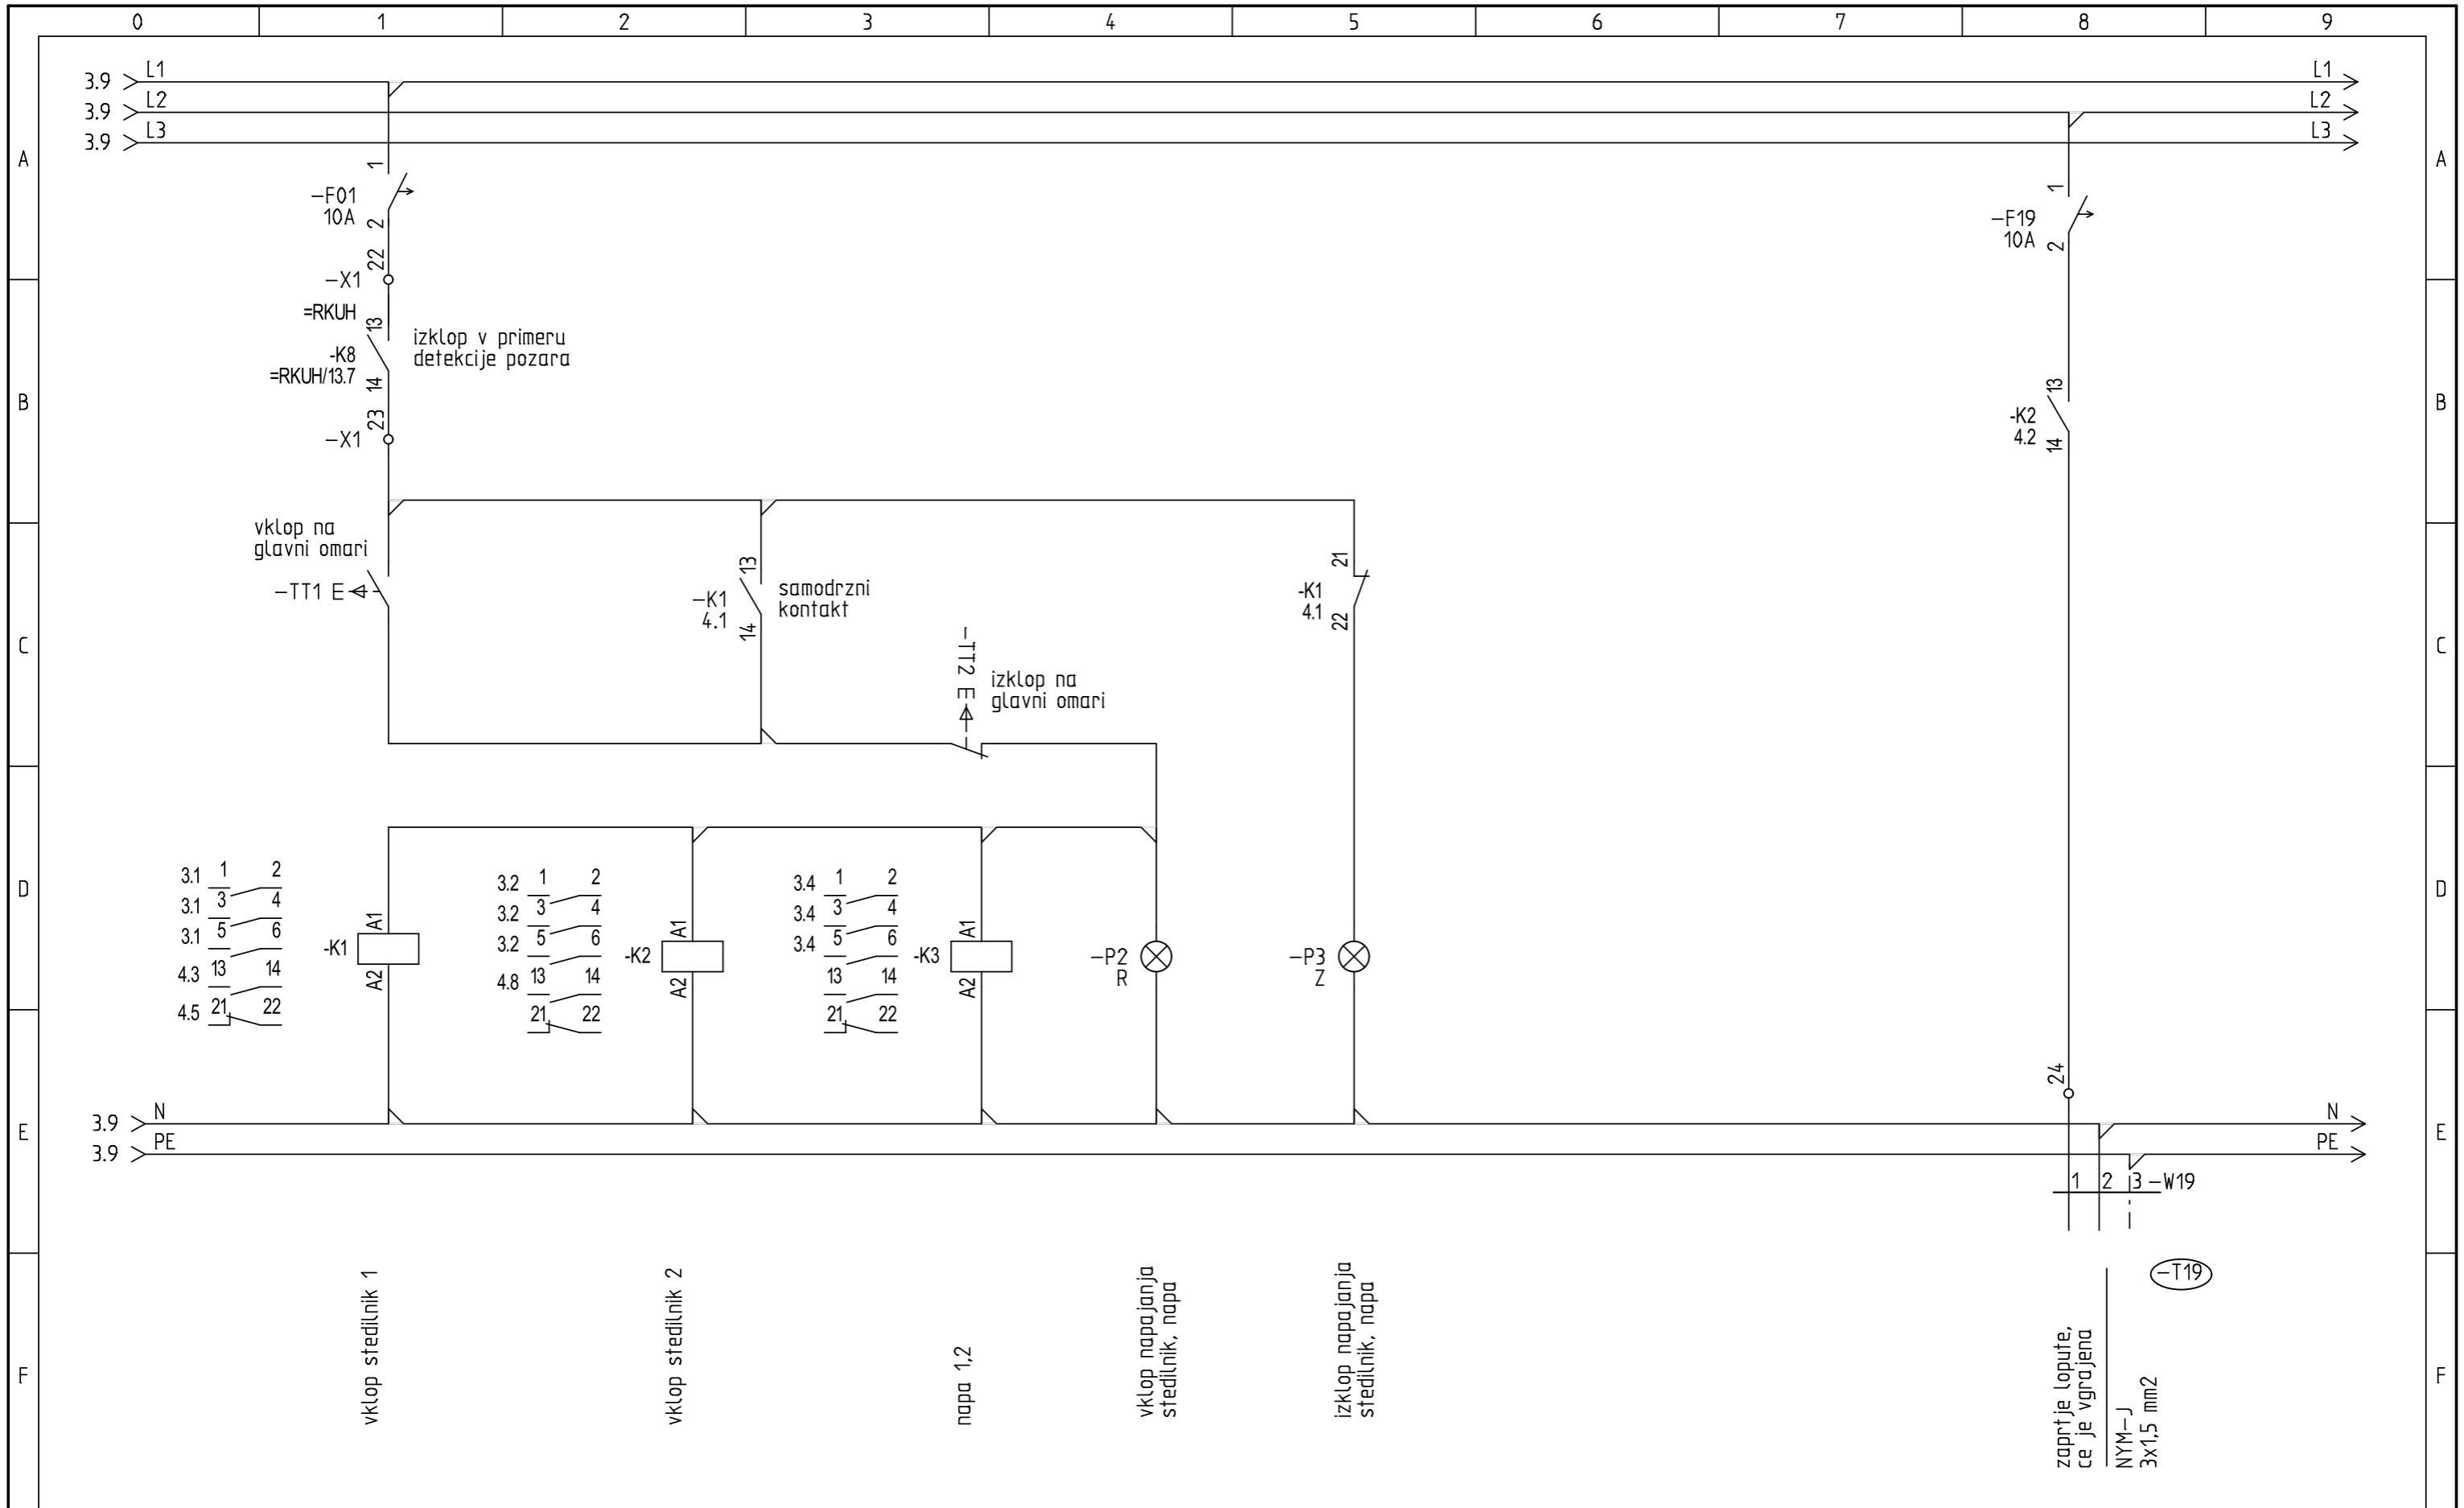 0 1 2 3 4 5 6 7 8 9
3.9 L1 L1
3.9 L2 L2
3.9 L3 L3
A A
1
-F01
10A
2
22
-X1
=RKUH
13
-K8
=RKUH/13.7
14
izklop v primeru
detekcije pozara
23
-X1
1
-F19
10A
2
B B
13
-K2
4.2
14
vklop na
glavni omari
-TT1 E
13
-K1
4.1
14
samodrzni
kontakt
-TT2 E
izklop na
glavni omari
21
-K1
4.1
22
C C
D D
3.1 1 2
3.1 3 4
3.1 5 6
4.3 13 14
4.5 21 22
A1
-K1
A2
3.2 1 2
3.2 3 4
3.2 5 6
4.8 13 14
21 22
A1
-K2
A2
3.4 1 2
3.4 3 4
3.4 5 6
13 14
21 22
A1
-K3
A2
-P2
R
-P3
Z
24
3.9 N N
3.9 PE PE
E E
1 2 3 -W19
-T19
vklop stedilnik 1
vklop stedilnik 2
napa 1,2
vklop napajanja
stedilnik, napa
izklop napajanja
stedilnik, napa
zaprtje lopute,
ce je vgrajena
NYM-J
3x1,5 mm2
F F